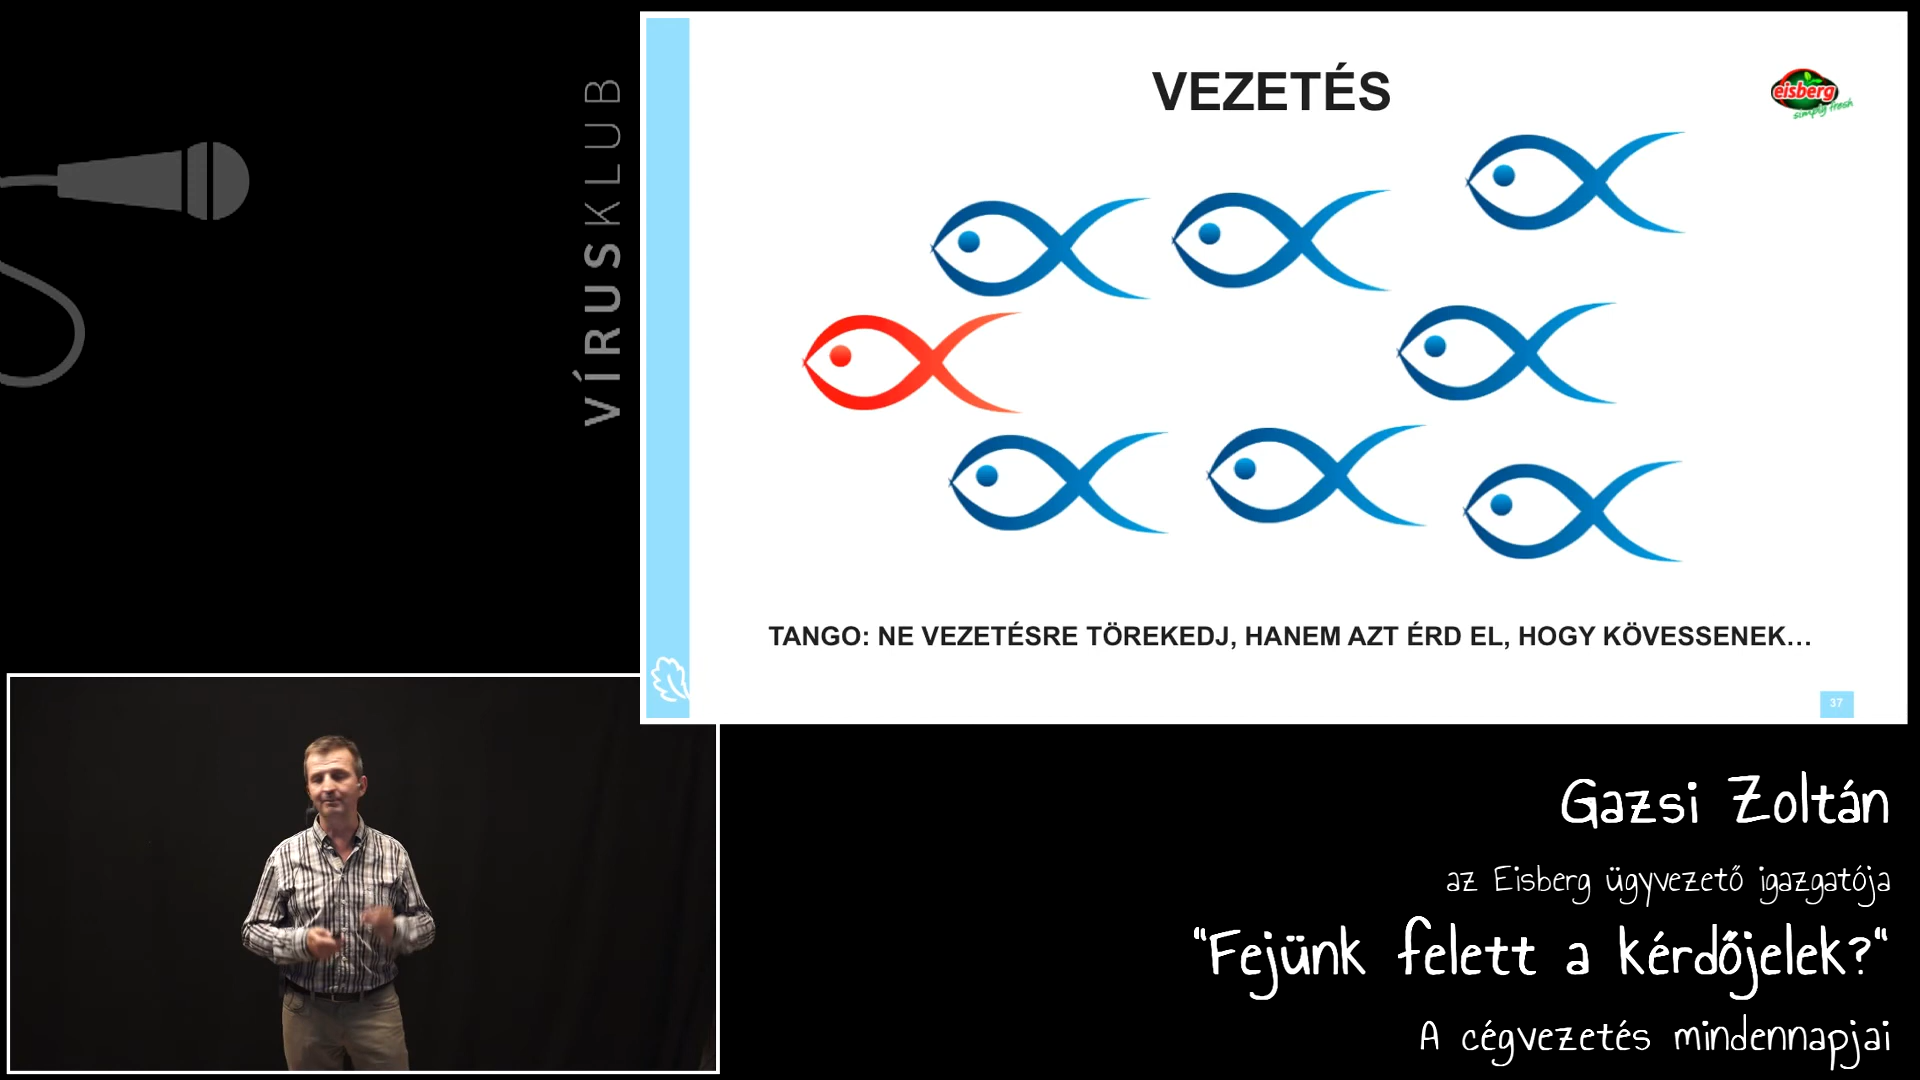 VÍRUSKLUB
VEZETÉS
eisberg
simply fresh
TANGO: NE VEZETÉSRE TÖREKEDJ, HANEM AZT ÉRD EL, HOGY KÖVESSENEK...
37
Gazsi Zoltán
az Eisberg ügyvezető igazgatója
"Fejünk felett a kérdőjelek?"
A cégvezetés mindennapjai